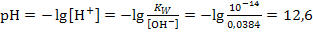 pH = −lg[H⁺] = −lg K_W/[OH⁻] = −lg 10⁻¹⁴/0,0384 = 12,6